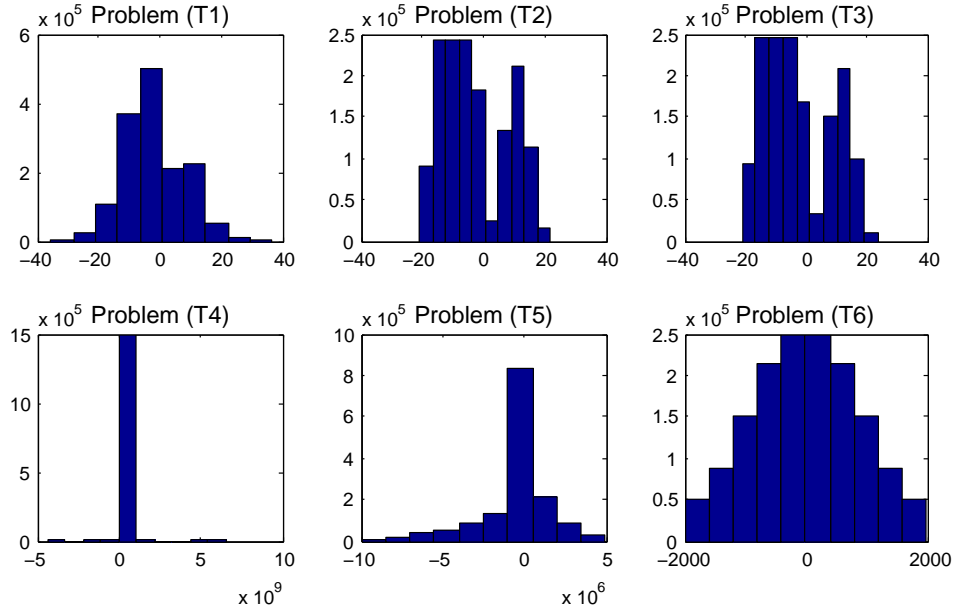 x 10^5 Problem (T1)
6
4
2
0
−40 −20 0 20 40
x 10^5 Problem (T2)
2.5
2
1.5
1
0.5
0
−40 −20 0 20 40
x 10^5 Problem (T3)
2.5
2
1.5
1
0.5
0
−40 −20 0 20 40
x 10^5 Problem (T4)
15
10
5
0
−5 0 5 10
x 10^9
x 10^5 Problem (T5)
10
8
6
4
2
0
−10 −5 0 5
x 10^6
x 10^5 Problem (T6)
2.5
2
1.5
1
0.5
0
−2000 −1000 0 1000 2000